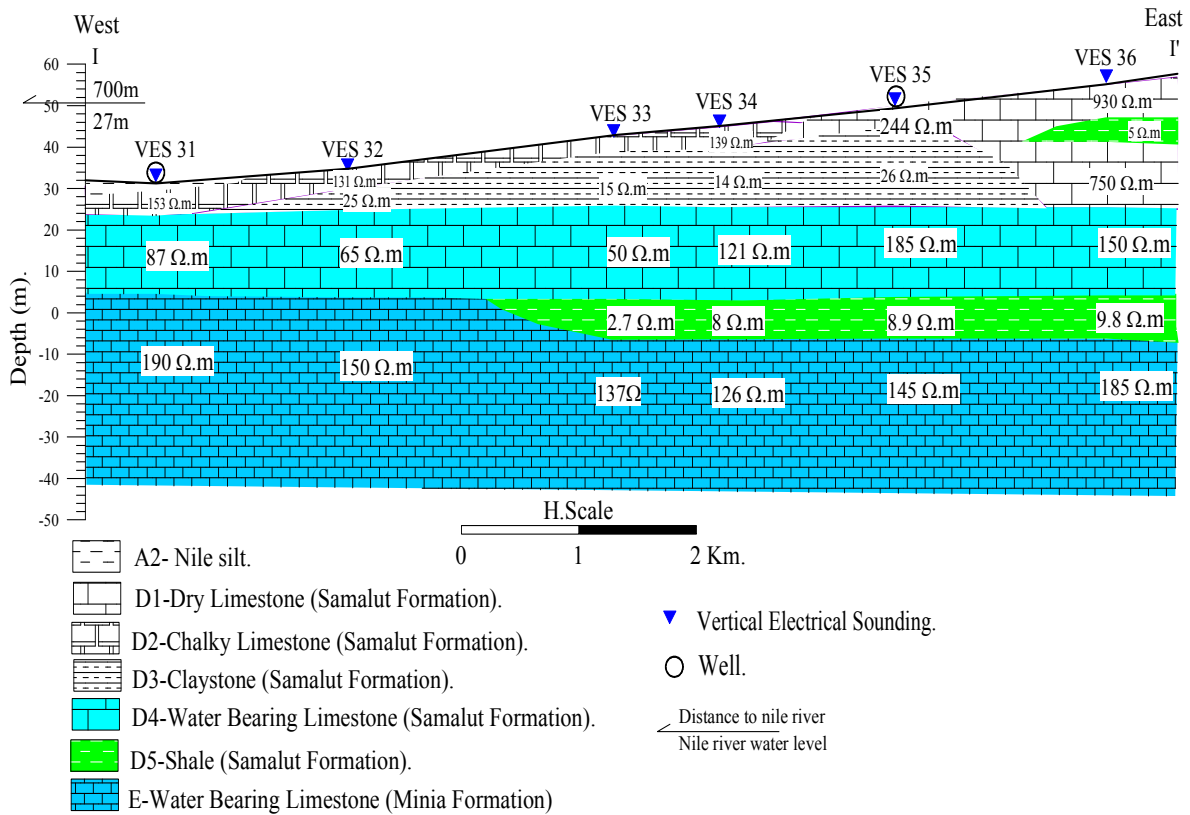 West
East
I
I'
60
50
40
30
20
10
0
-10
-20
-30
-40
-50
Depth (m).
700m
27m
VES 31
VES 32
VES 33
VES 34
VES 35
VES 36
930 Ω.m
5 Ω.m
244 Ω.m
139 Ω.m
131 Ω.m
153 Ω.m
25 Ω.m
15 Ω.m
14 Ω.m
26 Ω.m
750 Ω.m
87 Ω.m
65 Ω.m
50 Ω.m
121 Ω.m
185 Ω.m
150 Ω.m
2.7 Ω.m
8 Ω.m
8.9 Ω.m
9.8 Ω.m
190 Ω.m
150 Ω.m
137Ω
126 Ω.m
145 Ω.m
185 Ω.m
H.Scale
0 1 2 Km.
A2- Nile silt.
D1-Dry Limestone (Samalut Formation).
D2-Chalky Limestone (Samalut Formation).
D3-Claystone (Samalut Formation).
D4-Water Bearing Limestone (Samalut Formation).
D5-Shale (Samalut Formation).
E-Water Bearing Limestone (Minia Formation)
Vertical Electrical Sounding.
Well.
Distance to nile river
Nile river water level